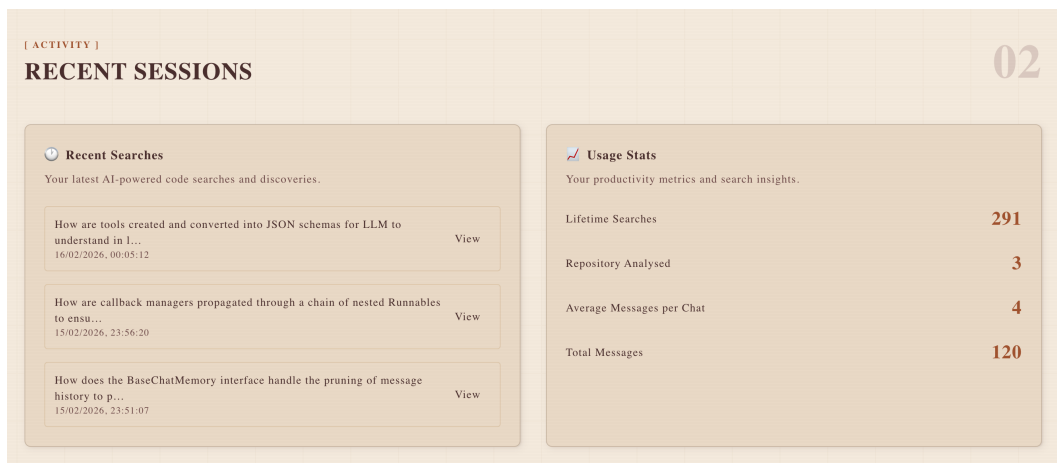 [ ACTIVITY ]
RECENT SESSIONS
02
Recent Searches
Your latest AI-powered code searches and discoveries.
How are tools created and converted into JSON schemas for LLM to
understand in l...
16/02/2026, 00:05:12
View
How are callback managers propagated through a chain of nested Runnables
to ensu...
15/02/2026, 23:56:20
View
How does the BaseChatMemory interface handle the pruning of message
history to p...
15/02/2026, 23:51:07
View
Usage Stats
Your productivity metrics and search insights.
Lifetime Searches 291
Repository Analysed 3
Average Messages per Chat 4
Total Messages 120